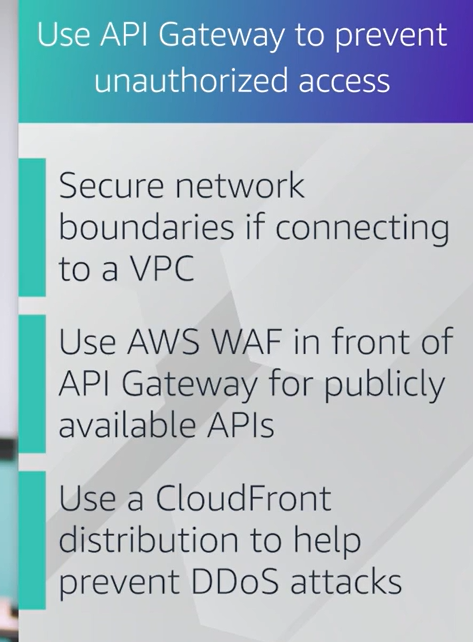 Use API Gateway to prevent
unauthorized access
Secure network
boundaries if connecting
to a VPC
Use AWS WAF in front of
API Gateway for publicly
available APIs
Use a CloudFront
distribution to help
prevent DDoS attacks